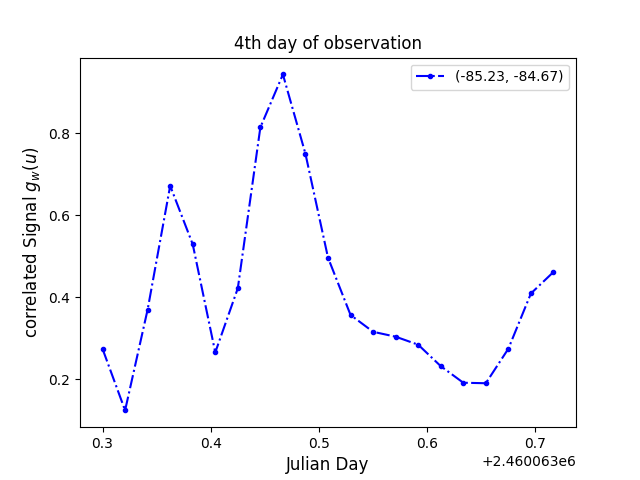 4th day of observation
(-85.23, -84.67)
correlated Signal g_w(u)
0.8
0.6
0.4
0.2
0.3 0.4 0.5 0.6 0.7
+2.460063e6
Julian Day